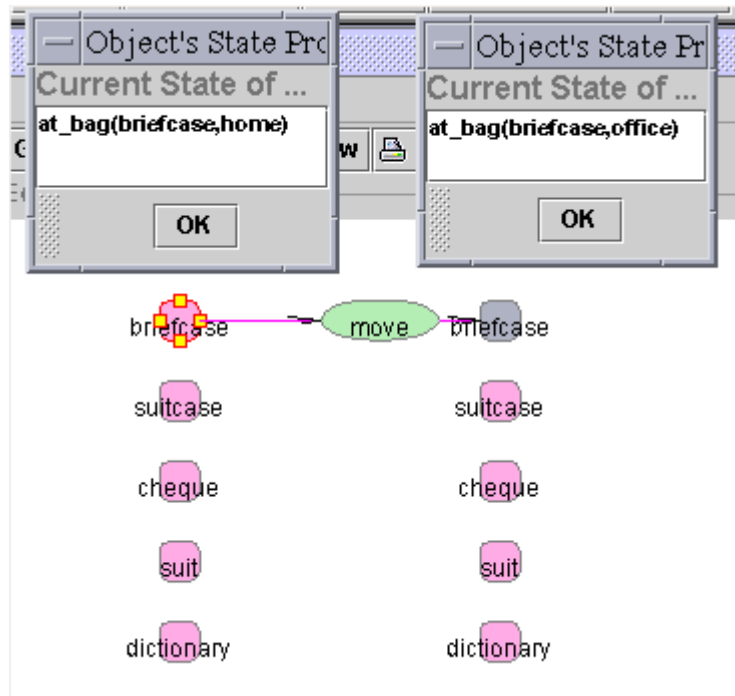 Object's State Pro
Object's State Pr
Current State of ...
Current State of ...
at_bag(briefcase,home)
at_bag(briefcase,office)
w
OK
OK
briefcase move briefcase
suitcase suitcase
cheque cheque
suit suit
dictionary dictionary